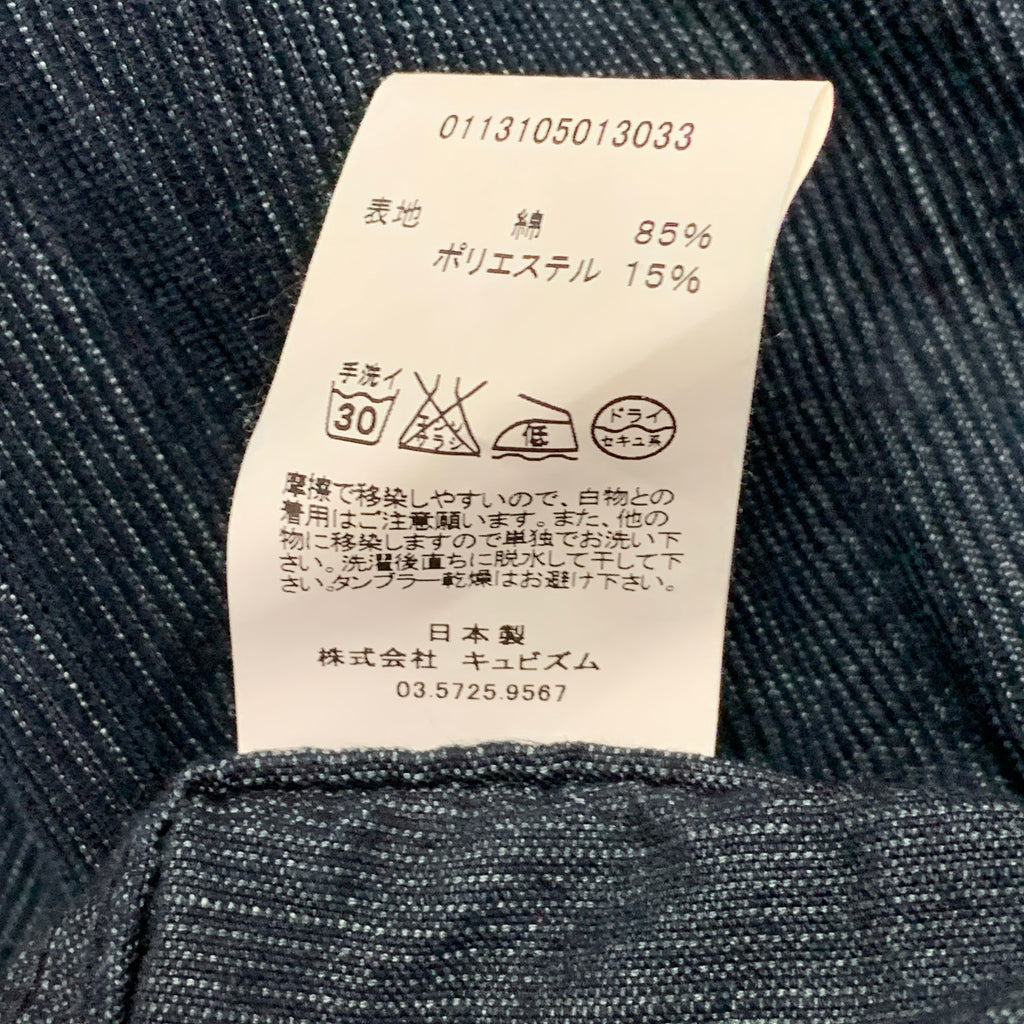 0113105013033
表地 綿 85%
ポリエステル 15%
手洗イ
30
エンソ
サラシ
低
ドライ
セキユ系
摩擦で移染しやすいので、白物との
着用はご注意願います。また、他の
物に移染しますので単独でお洗い下
さい。洗濯後直ちに脱水して干して下
さい。タンブラー乾燥はお避け下さい。
日本製
株式会社 キュビズム
03.5725.9567